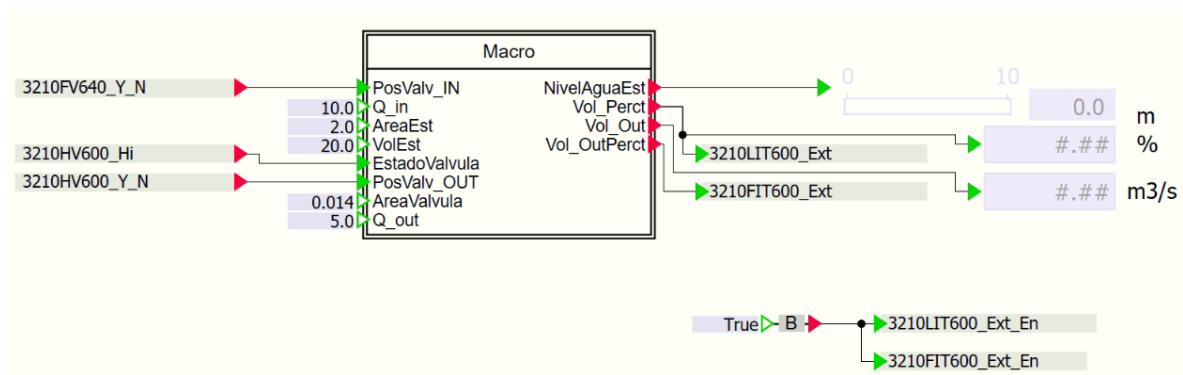 Macro
3210FV640_Y_N
PosValv_IN
NivelAguaEst
0
10
0.0
m
10.0
Q_in
Vol_Perct
2.0
AreaEst
Vol_Out
#.##
%
20.0
VolEst
Vol_OutPerct
3210HV600_Hi
EstadoValvula
3210LIT600_Ext
3210HV600_Y_N
PosValv_OUT
3210FIT600_Ext
#.##
m3/s
0.014
AreaValvula
5.0
Q_out
True
B
3210LIT600_Ext_En
3210FIT600_Ext_En